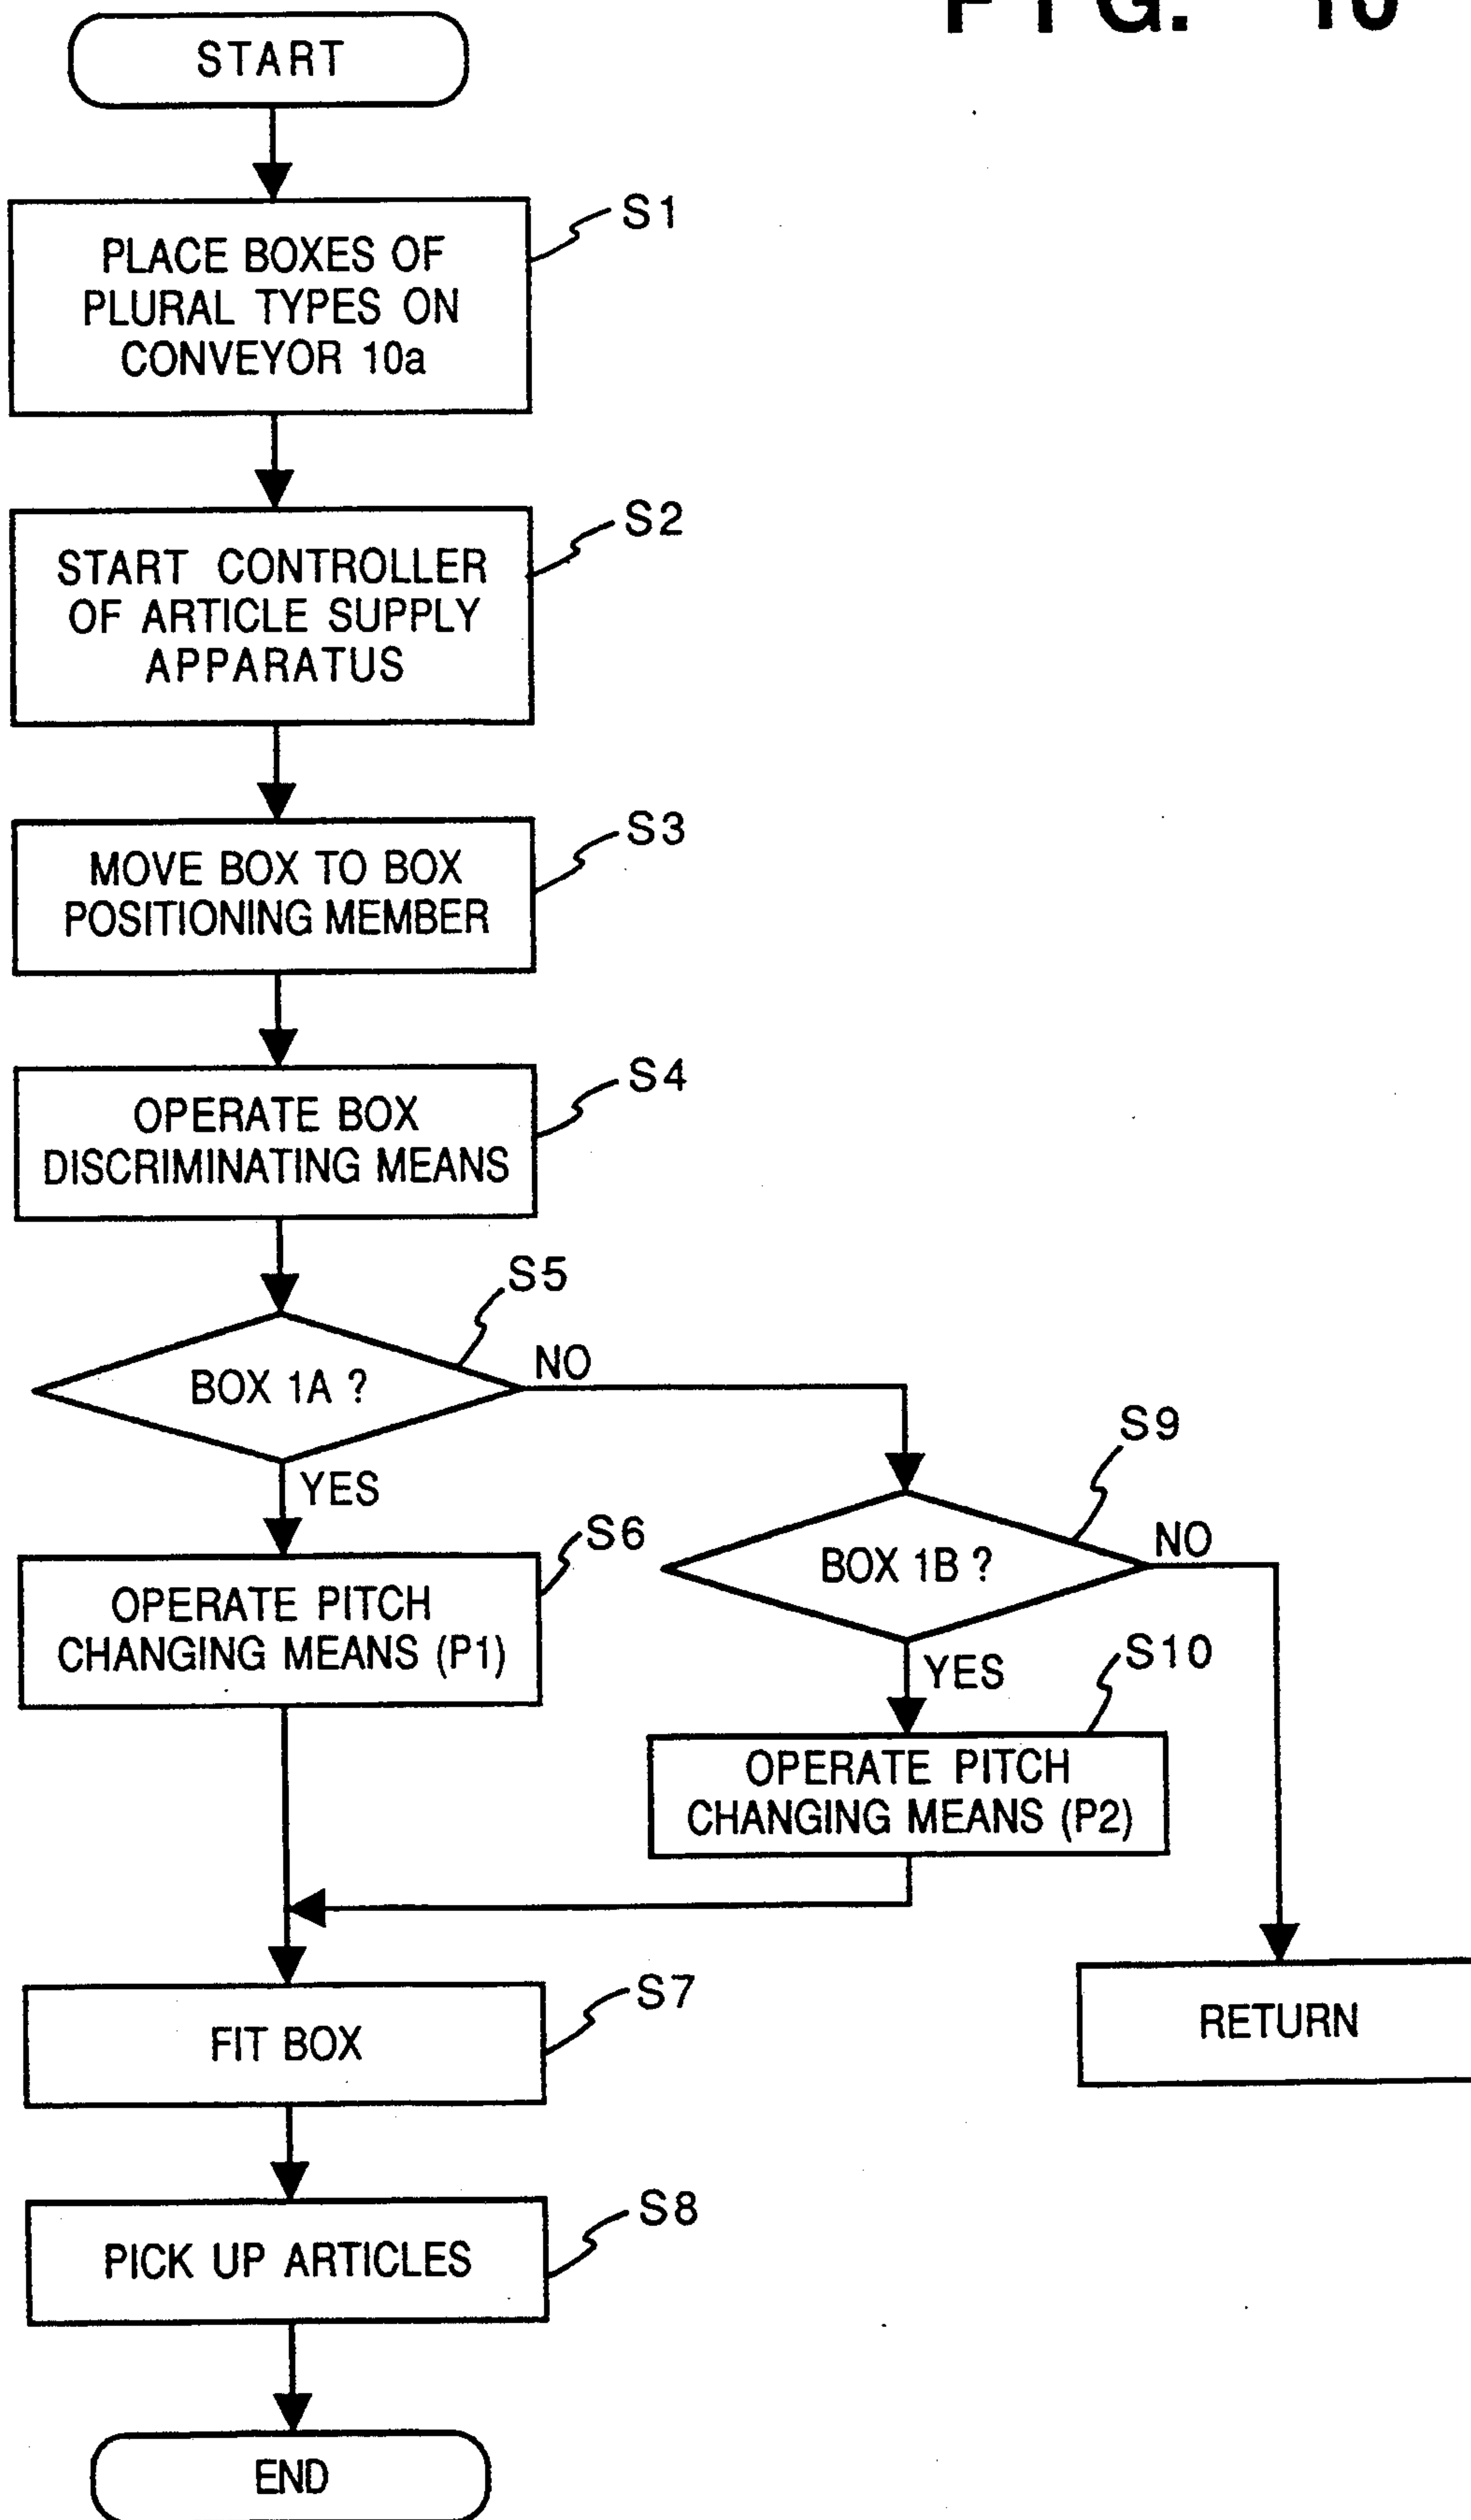 FIG. 10
START
S1
PLACE BOXES OF
PLURAL TYPES ON
CONVEYOR 10a
S2
START CONTROLLER
OF ARTICLE SUPPLY
APPARATUS
S3
MOVE BOX TO BOX
POSITIONING MEMBER
S4
OPERATE BOX
DISCRIMINATING MEANS
S5
BOX 1A ?
NO
YES
S9
BOX 1B ?
NO
YES
S6
OPERATE PITCH
CHANGING MEANS (P1)
S10
OPERATE PITCH
CHANGING MEANS (P2)
S7
FIT BOX
RETURN
S8
PICK UP ARTICLES
END